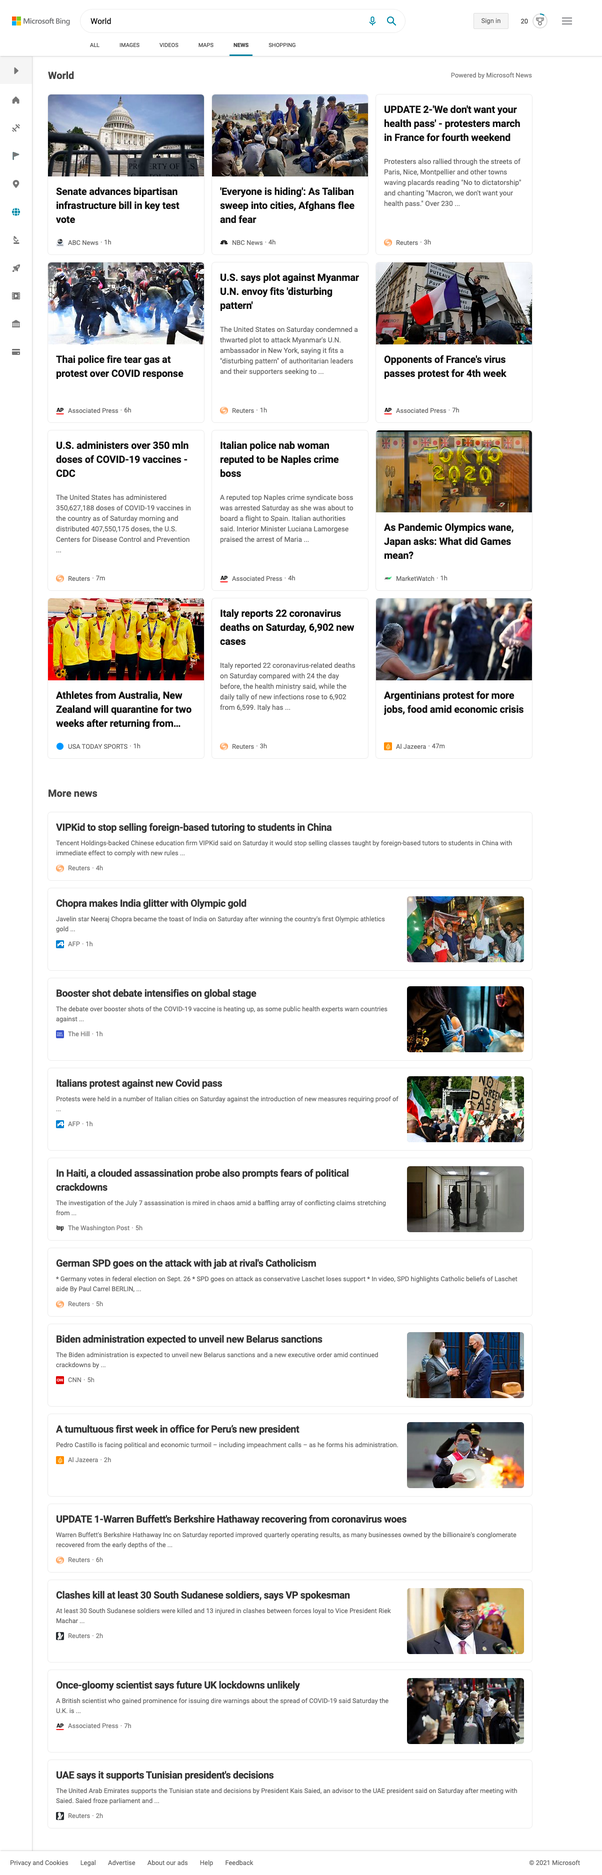 Microsoft Bing
World
Sign in
20
ALL
IMAGES
VIDEOS
MAPS
NEWS
SHOPPING
World
Powered by Microsoft News
PROPERTY OF U.S.
Senate advances bipartisan
infrastructure bill in key test
vote
ABC News · 1h
'Everyone is hiding': As Taliban
sweep into cities, Afghans flee
and fear
NBC News · 4h
UPDATE 2-'We don't want your
health pass' - protesters march
in France for fourth weekend
Protesters also rallied through the streets of
Paris, Nice, Montpellier and other towns
waving placards reading "No to dictatorship"
and chanting "Macron, we don't want your
health pass." Over 230 ...
Reuters · 3h
Thai police fire tear gas at
protest over COVID response
AP Associated Press · 6h
U.S. says plot against Myanmar
U.N. envoy fits 'disturbing
pattern'
The United States on Saturday condemned a
thwarted plot to attack Myanmar's U.N.
ambassador in New York, saying it fits a
"disturbing pattern" of authoritarian leaders
and their supporters seeking to ...
Reuters · 1h
Opponents of France's virus
passes protest for 4th week
AP Associated Press · 7h
U.S. administers over 350 mln
doses of COVID-19 vaccines -
CDC
The United States has administered
350,627,188 doses of COVID-19 vaccines in
the country as of Saturday morning and
distributed 407,550,175 doses, the U.S.
Centers for Disease Control and Prevention
...
Reuters · 7m
Italian police nab woman
reputed to be Naples crime
boss
A reputed top Naples crime syndicate boss
was arrested Saturday as she was about to
board a flight to Spain. Italian authorities
said. Interior Minister Luciana Lamorgese
praised the arrest of Maria ...
AP Associated Press · 4h
TOKYO
2020
As Pandemic Olympics wane,
Japan asks: What did Games
mean?
MarketWatch · 1h
Athletes from Australia, New
Zealand will quarantine for two
weeks after returning from...
USA TODAY SPORTS · 1h
Italy reports 22 coronavirus
deaths on Saturday, 6,902 new
cases
Italy reported 22 coronavirus-related deaths
on Saturday compared with 24 the day
before, the health ministry said, while the
daily tally of new infections rose to 6,902
from 6,599. Italy has ...
Reuters · 3h
Argentinians protest for more
jobs, food amid economic crisis
Al Jazeera · 47m
More news
VIPKid to stop selling foreign-based tutoring to students in China
Tencent Holdings-backed Chinese education firm VIPKid said on Saturday it would stop selling classes taught by foreign-based tutors to students in China with
immediate effect to comply with new rules ...
Reuters · 4h
Chopra makes India glitter with Olympic gold
Javelin star Neeraj Chopra became the toast of India on Saturday after winning the country's first Olympic athletics
gold ...
AFP · 1h
Booster shot debate intensifies on global stage
The debate over booster shots of the COVID-19 vaccine is heating up, as some public health experts warn countries
against ...
The Hill · 1h
Italians protest against new Covid pass
Protests were held in a number of Italian cities on Saturday against the introduction of new measures requiring proof of
...
AFP · 1h
NO
GREEN
PASS
In Haiti, a clouded assassination probe also prompts fears of political
crackdowns
The investigation of the July 7 assassination is mired in chaos amid a baffling array of conflicting claims stretching
from ...
wp The Washington Post · 5h
German SPD goes on the attack with jab at rival's Catholicism
* Germany votes in federal election on Sept. 26 * SPD goes on attack as conservative Laschet loses support * In video, SPD highlights Catholic beliefs of Laschet
aide By Paul Carrel BERLIN, ...
Reuters · 5h
Biden administration expected to unveil new Belarus sanctions
The Biden administration is expected to unveil new Belarus sanctions and a new executive order amid continued
crackdowns by ...
CNN CNN · 5h
A tumultuous first week in office for Peru's new president
Pedro Castillo is facing political and economic turmoil – including impeachment calls – as he forms his administration.
Al Jazeera · 2h
UPDATE 1-Warren Buffett's Berkshire Hathaway recovering from coronavirus woes
Warren Buffett's Berkshire Hathaway Inc on Saturday reported improved quarterly operating results, as many businesses owned by the billionaire's conglomerate
recovered from the early depths of the ...
Reuters · 6h
Clashes kill at least 30 South Sudanese soldiers, says VP spokesman
At least 30 South Sudanese soldiers were killed and 13 injured in clashes between forces loyal to Vice President Riek
Machar ...
Reuters · 2h
Once-gloomy scientist says future UK lockdowns unlikely
A British scientist who gained prominence for issuing dire warnings about the spread of COVID-19 said Saturday the
U.K. is ...
AP Associated Press · 7h
UAE says it supports Tunisian president's decisions
The United Arab Emirates supports the Tunisian state and decisions by President Kais Saied, an advisor to the UAE president said on Saturday after meeting with
Saied. Saied froze parliament and ...
Reuters · 2h
Privacy and Cookies
Legal
Advertise
About our ads
Help
Feedback
© 2021 Microsoft